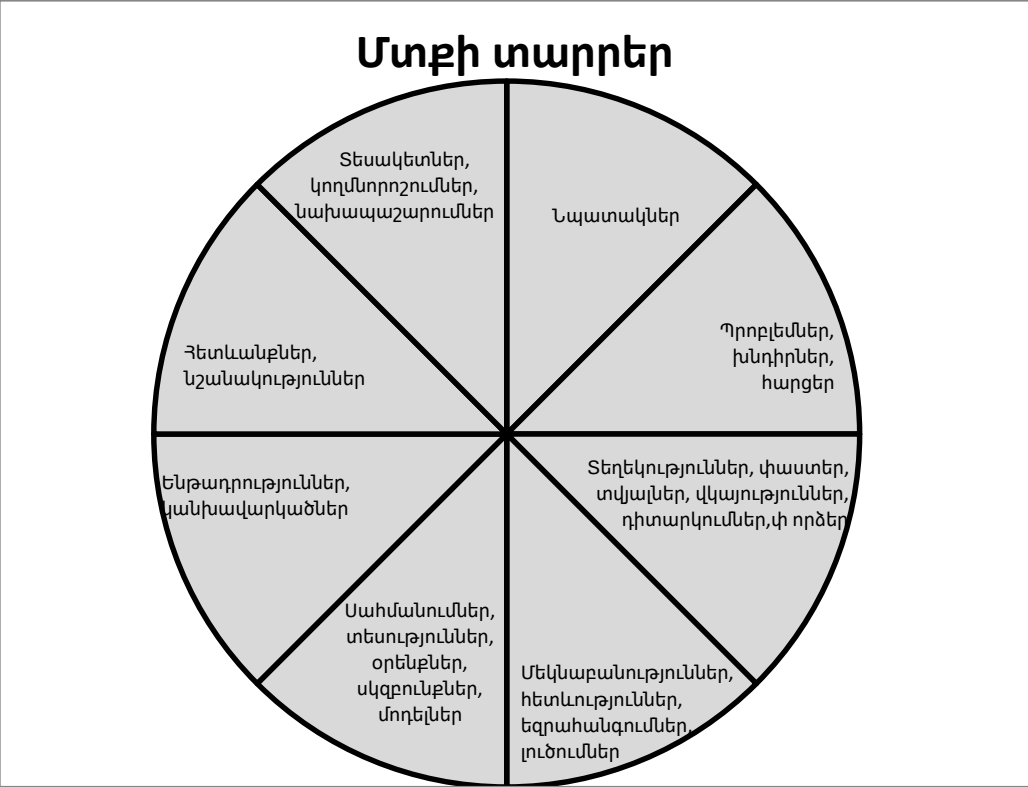 Մտքի տարրեր
Նպատակներ
Պրոբլեմներ,
խնդիրներ,
հարցեր
Տեղեկություններ, փաստեր,
տվյալներ, վկայություններ,
դիտարկումներ,փ որձեր
Մեկնաբանություններ,
հետևություններ,
եզրահանգումներ,
լուծումներ
Սահմանումներ,
տեսություններ,
օրենքներ,
սկզբունքներ,
մոդելներ
Ենթադրություններ,
կանխավարկածներ
Հետևանքներ,
նշանակություններ
Տեսակետներ,
կողմնորոշումներ,
նախապաշարումներ